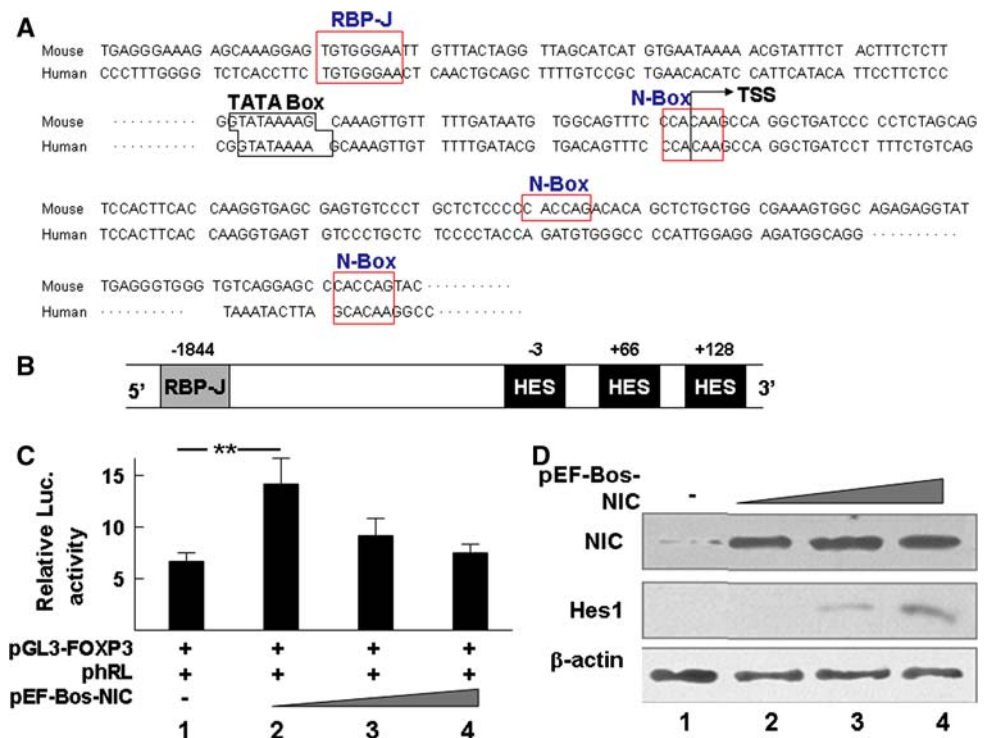 A
RBP-J
Mouse TGAGGGAAAG AGCAAAGGAG TGTGGGAATT GTTTACTAGG TTAGCATCAT GTGAATAAAA ACGTATTTCT ACTTTCTCTT
Human CCCTTTGGGG TCTCACCTTC TGTGGGAACT CAACTGCAGC TTTTGTCCGC TGAACACATC CATTCATACA TTCCTTCTCC
TATA Box N-Box TSS
Mouse ·········· GGTATAAAAG CAAAGTTGTT TTTGATAATG TGGCAGTTTC CCACAAGCCA GGCTGATCCC CCTCTAGCAG
Human ·········· CGGTATAAAA GCAAAGTTGT TTTTGATACG TGACAGTTTC CCACAAGCCA GGCTGATCCT TTTCTGTCAG
N-Box
Mouse TCCACTTCAC CAAGGTGAGC GAGTGTCCCT GCTCTCCCCC CACCAGACACA GCTCTGCTGG CGAAAGTGGC AGAGAGGTAT
Human TCCACTTCAC CAAGGTGAGT GTCCCTGCTC TCCCCTACCA GATGTGGGCC CCATTGGAGG AGATGGCAGG ··········
N-Box
Mouse TGAGGGTGGG TGTCAGGAGC CCACCAGTAC ··········
Human ·········· TAAATACTTA GCACAAGGCC ··········
B
-1844 -3 +66 +128
5' RBP-J HES HES HES 3'
C
Relative Luc. activity
**
15
10
5
pGL3-FOXP3 + + + +
phRL + + + +
pEF-Bos-NIC -
1 2 3 4
D
pEF-Bos-NIC -
NIC
Hes1
β-actin
1 2 3 4